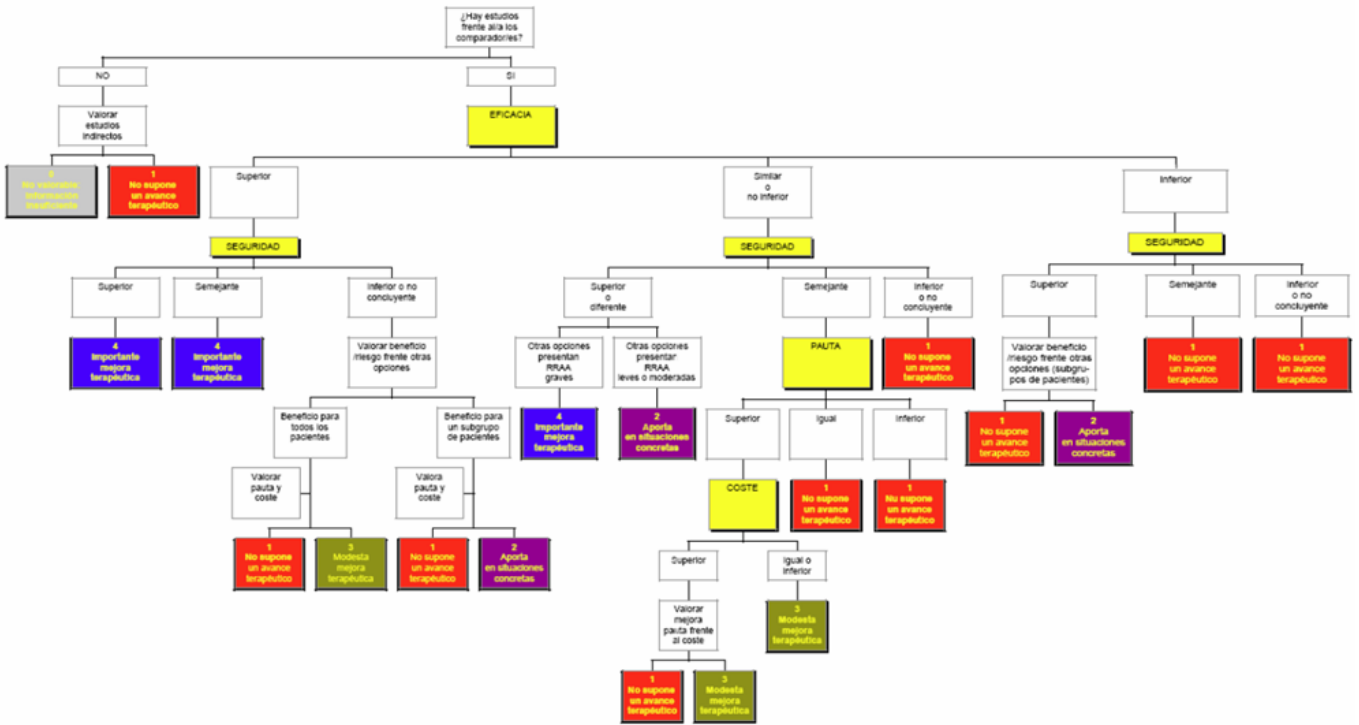 ¿Hay estudios
frente al/a los
comparador/es?
NO
SI
Valorar
estudios
indirectos
EFICACIA
No valorable:
información
insuficiente
1
No supone
un avance
terapéutico
Superior
Similar
o
no inferior
Inferior
SEGURIDAD
SEGURIDAD
SEGURIDAD
Superior
Semejante
Inferior o no
concluyente
Superior
o
diferente
Semejante
Inferior
o no
concluyente
Superior
Semejante
Inferior
o no
concluyente
4
Importante
mejora
terapéutica
4
Importante
mejora
terapéutica
Valorar beneficio
/riesgo frente otras
opciones
Otras opciones
presentan
RRAA
graves
Otras opciones
presentar
RRAA
leves o moderadas
PAUTA
1
No supone
un avance
terapéutico
Valorar beneficio
/riesgo frente otras
opciones (subgru-
pos de pacientes)
1
No supone
un avance
terapéutico
1
No supone
un avance
terapéutico
Beneficio para
todos los
pacientes
Beneficio para
un subgrupo
de pacientes
4
Importante
mejora
terapéutica
2
Aporta
en situaciones
concretas
Superior
Igual
Inferior
1
No supone
un avance
terapéutico
2
Aporta
en situaciones
concretas
Valorar
pauta y
coste
Valora
pauta y
coste
COSTE
1
No supone
un avance
terapéutico
1
Nu supone
un avance
terapéutico
1
No supone
un avance
terapéutico
3
Modesta
mejora
terapéutica
1
No supone
un avance
terapéutico
2
Aporta
en situaciones
concretas
Superior
Igual o
inferior
Valorar
mejora
pauta frente
al coste
3
Modesta
mejora
terapéutica
1
No supone
un avance
terapéutico
3
Modesta
mejora
terapéutica